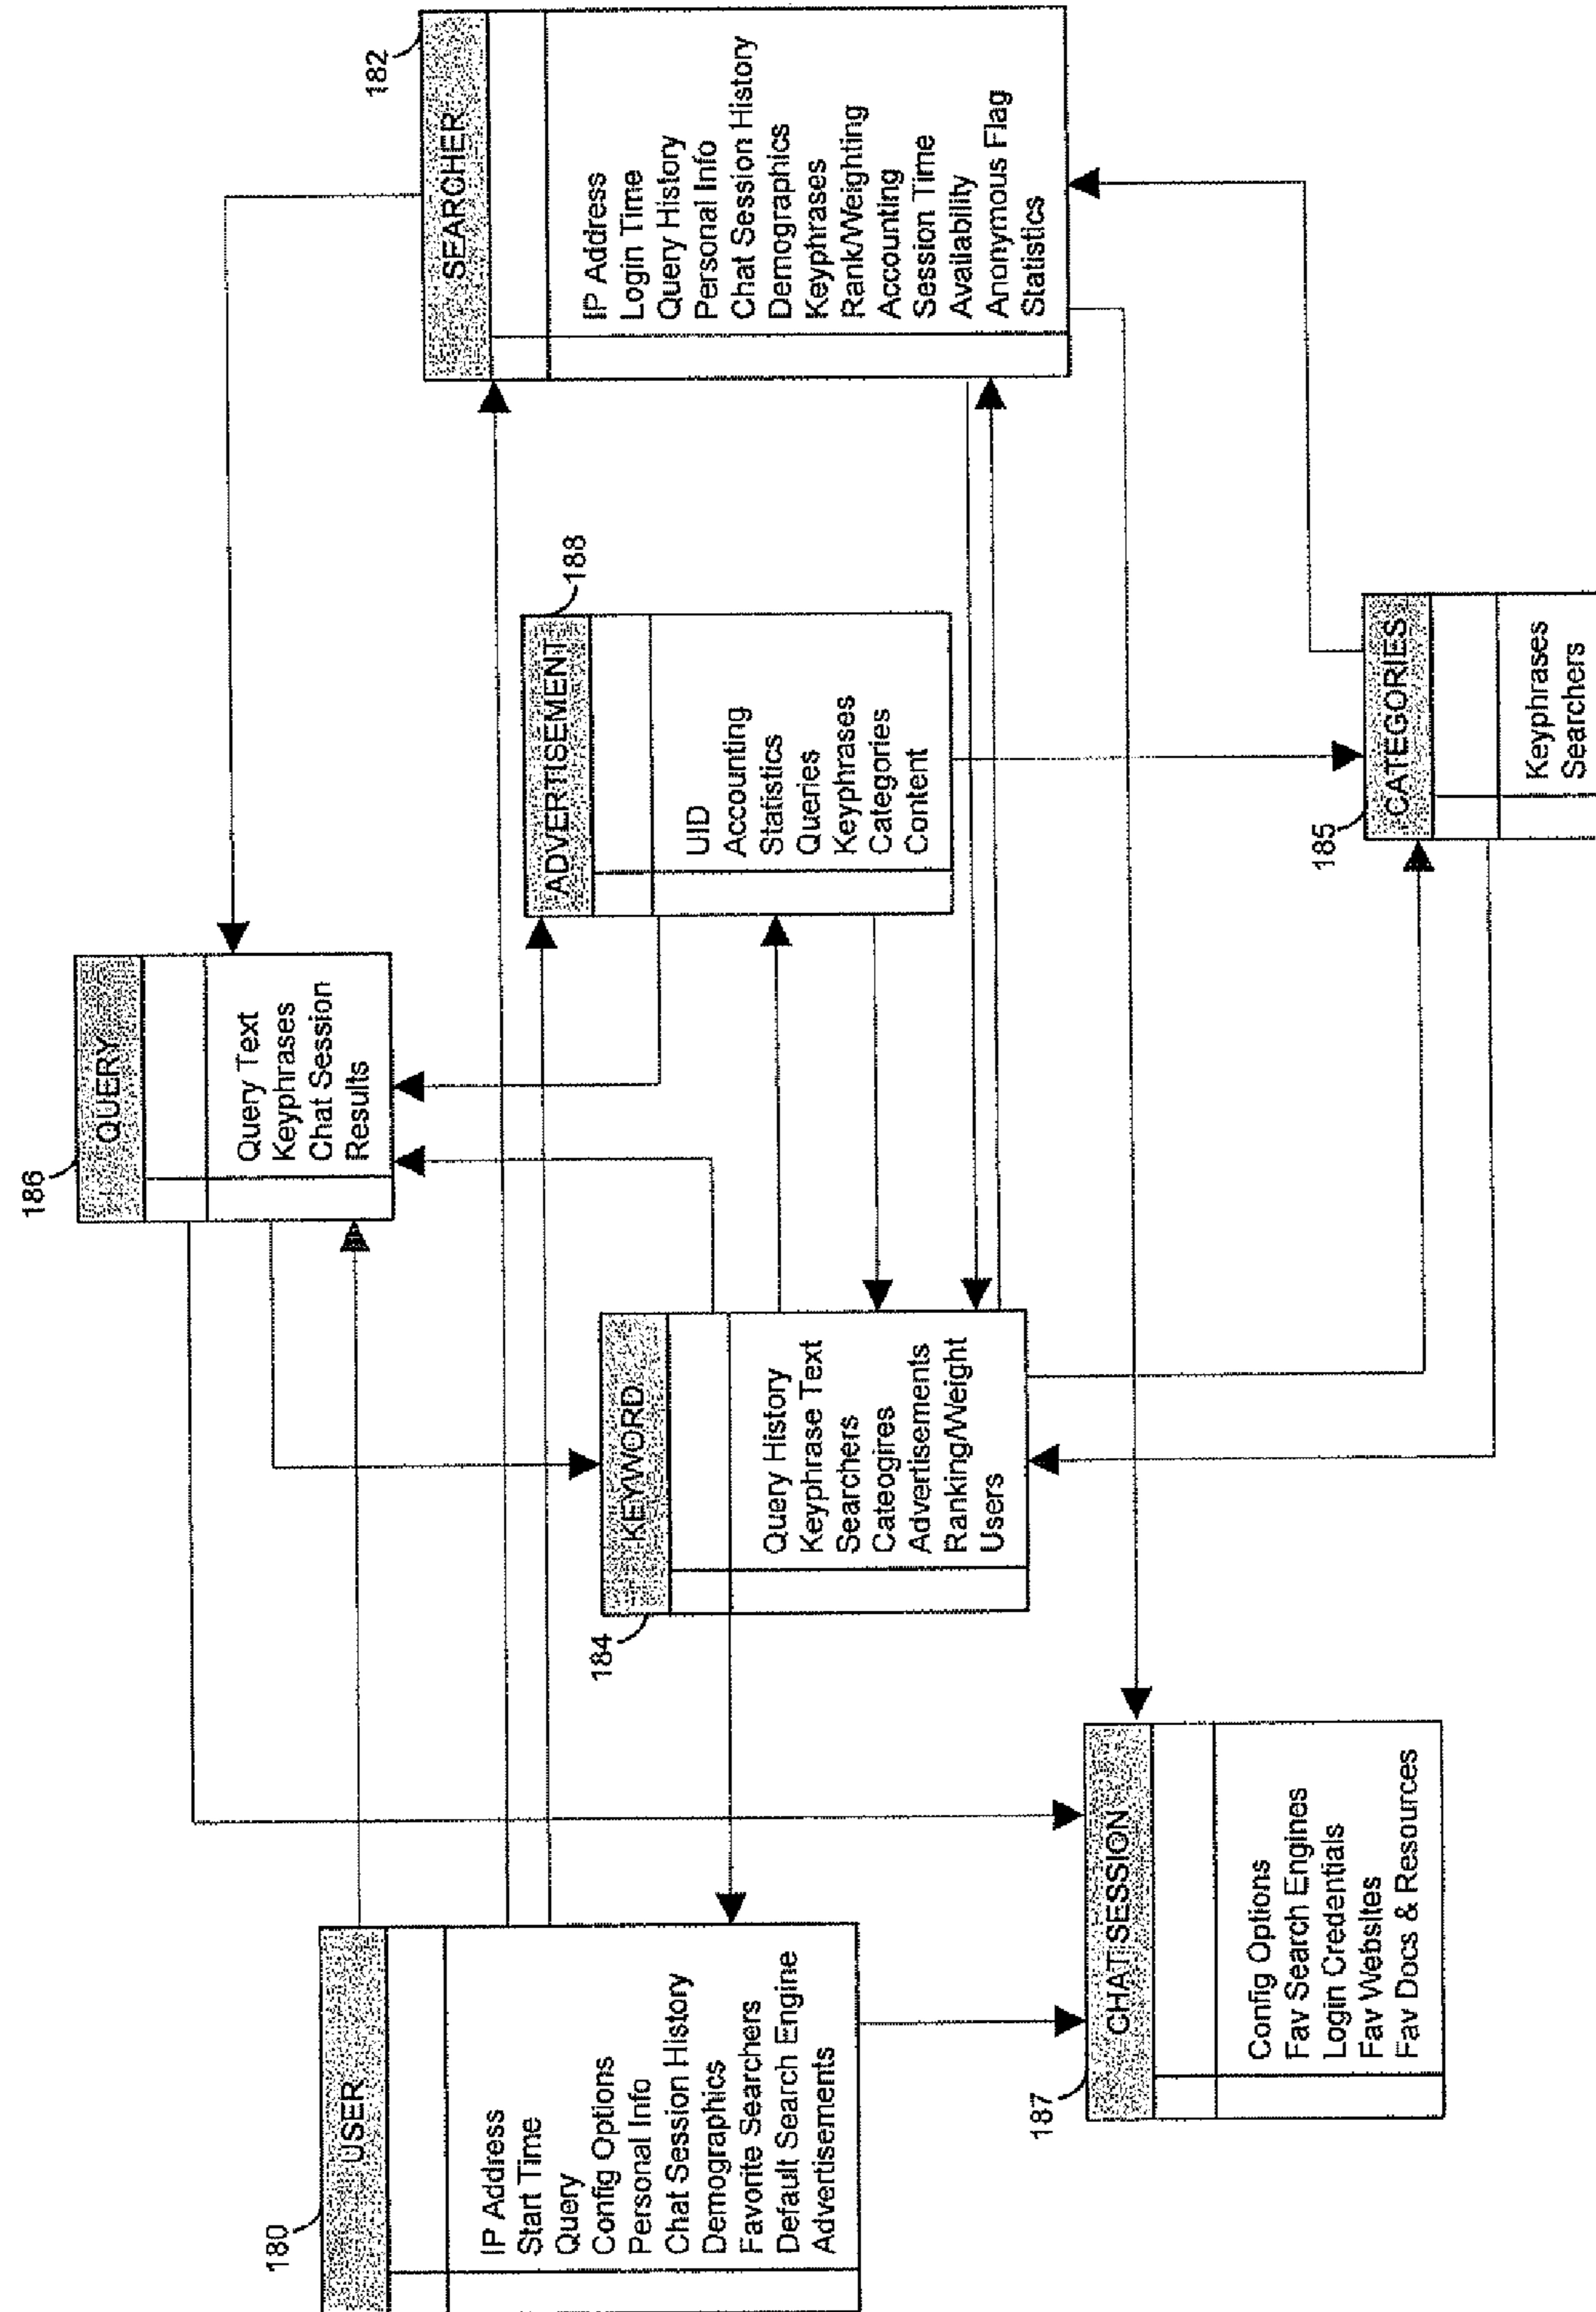 186
QUERY
Query Text
Keyphrases
Chat Session
Results
180
USER
IP Address
Start Time
Query
Config Options
Personal Info
Chat Session History
Demographics
Favorite Searchers
Default Search Engine
Advertisements
184
KEYWORD
Query History
Keyphrase Text
Searchers
Cateogires
Advertisements
Ranking/Weight
Users
188
ADVERTISEMENT
UID
Accounting
Statistics
Queries
Keyphrases
Categories
Content
182
SEARCHER
IP Address
Login Time
Query History
Personal Info
Chat Session History
Demographics
Keyphrases
Rank/Weighting
Accounting
Session Time
Availability
Anonymous Flag
Statistics
187
CHAT SESSION
Config Options
Fav Search Engines
Login Credentials
Fav Websites
Fav Docs & Resources
185
CATEGORIES
Keyphrases
Searchers